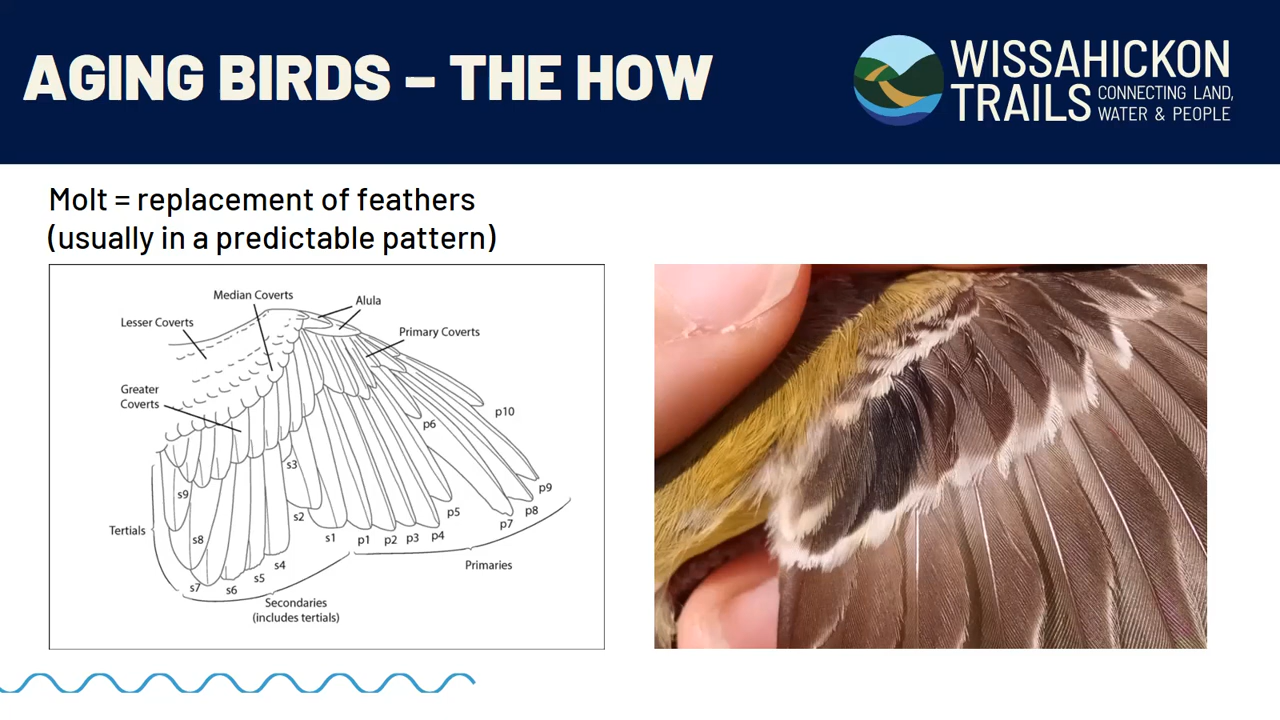 AGING BIRDS – THE HOW
WISSAHICKON
TRAILS
CONNECTING LAND,
WATER & PEOPLE
Molt = replacement of feathers
(usually in a predictable pattern)
Median Coverts
Alula
Lesser Coverts
Primary Coverts
Greater
Coverts
p10
p6
s3
p9
s9
p5
p8
s2
p7
Tertials
s8
s1
p1
p2
p3
p4
s4
Primaries
s5
s7
s6
Secondaries
(includes tertials)